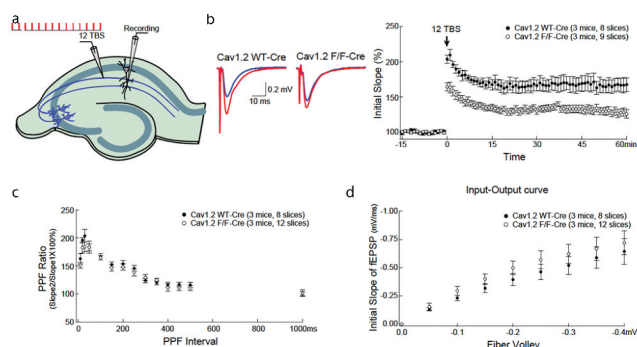 a
Recording
12 TBS
b
Cav1.2 WT-Cre
Cav1.2 F/F-Cre
0.2 mV
10 ms
12 TBS
Cav1.2 WT-Cre (3 mice, 8 slices)
Cav1.2 F/F-Cre (3 mice, 9 slices)
Initial Slope (%)
250
200
150
100
-15
0
15
30
45
60min
Time
c
Cav1.2 WT-Cre (3 mice, 8 slices)
Cav1.2 F/F-Cre (3 mice, 12 slices)
PPF Ratio
(Slope2/Slope1X100%)
250
200
150
100
50
0
200
400
600
800
1000ms
PPF Interval
d
Input-Output curve
Cav1.2 WT-Cre (3 mice, 8 slices)
Cav1.2 F/F-Cre (3 mice, 12 slices)
Initial Slope of fEPSP (mV/ms)
-1.00
-0.75
-0.50
-0.25
0.00
0.0
-0.1
-0.2
-0.3
-0.4mV
Fiber Volley